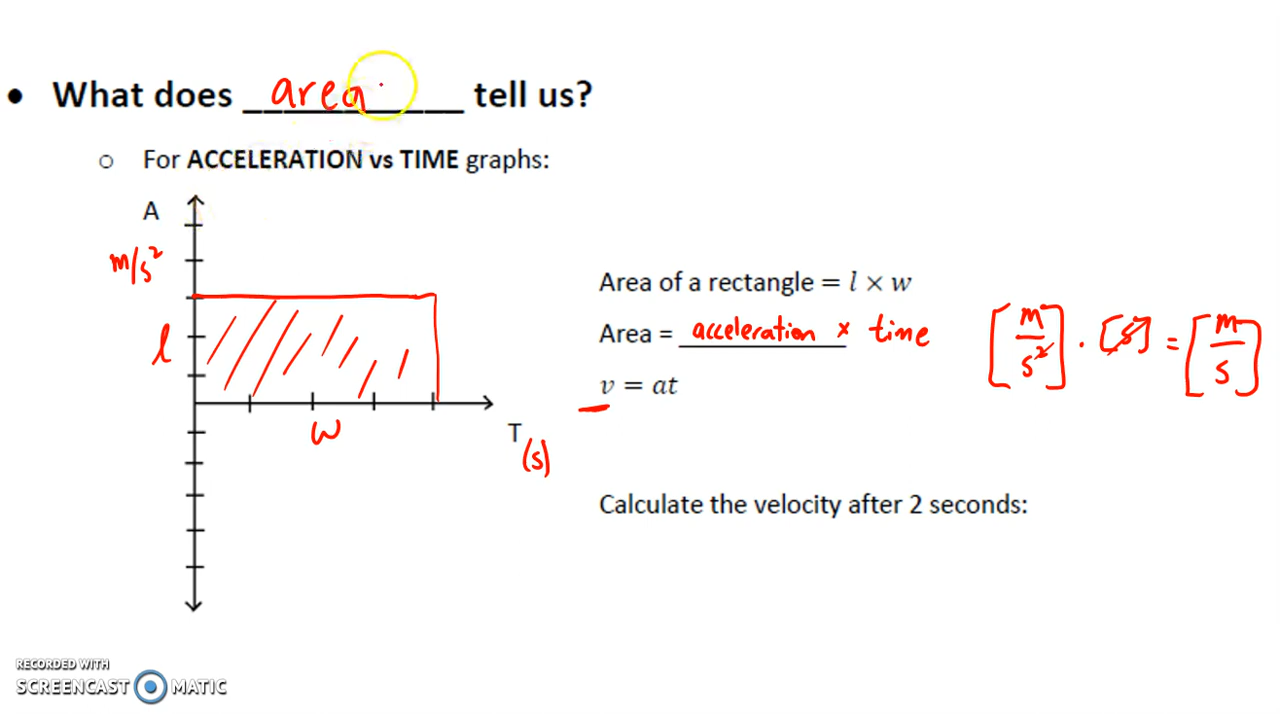 • What does __area__ tell us?
○ For ACCELERATION vs TIME graphs:
A
m/s²
l
w
T
(s)
Area of a rectangle = l × w
Area = acceleration × time
[m/s²] · [s] = [m/s]
v = at
Calculate the velocity after 2 seconds:
RECORDED WITH
SCREENCAST MATIC